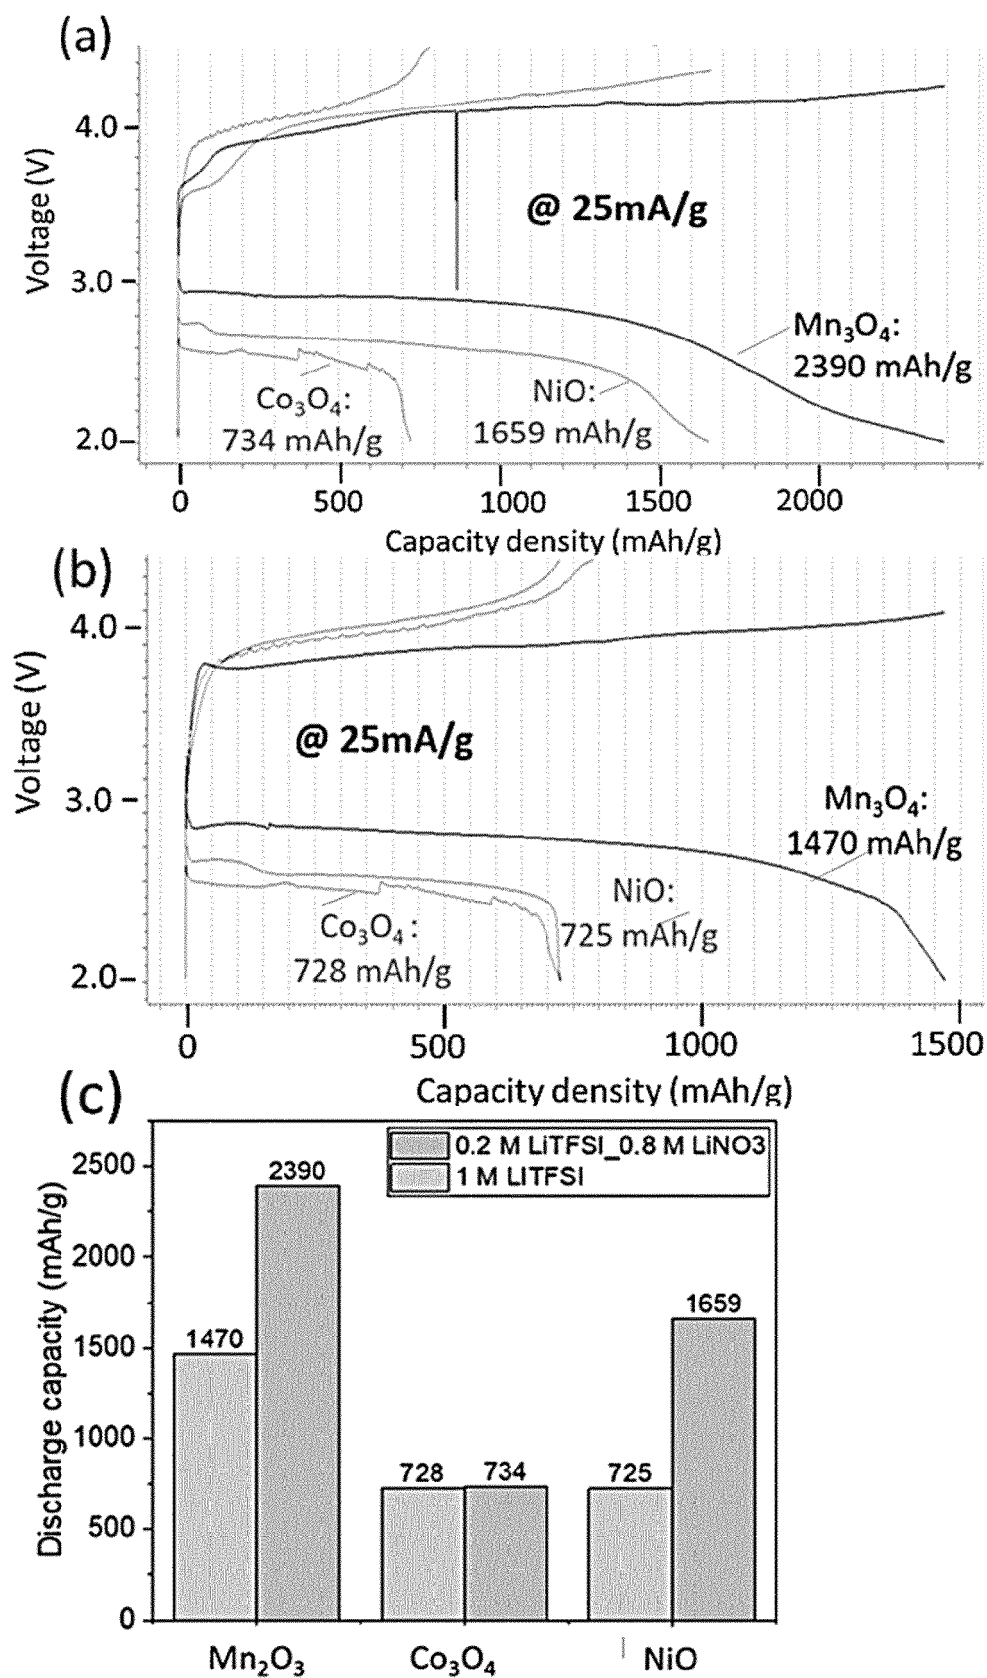 (a)
4.0
3.0
2.0
Voltage (V)
@ 25mA/g
Mn₃O₄:
2390 mAh/g
NiO:
1659 mAh/g
Co₃O₄:
734 mAh/g
0 500 1000 1500 2000
Capacity density (mAh/g)
(b)
4.0
3.0
2.0
Voltage (V)
@ 25mA/g
Mn₃O₄:
1470 mAh/g
NiO:
725 mAh/g
Co₃O₄:
728 mAh/g
0 500 1000 1500
Capacity density (mAh/g)
(c)
0.2 M LiTFSI_0.8 M LiNO3
1 M LITFSI
2500
2000
1500
1000
500
0
Discharge capacity (mAh/g)
1470 2390 728 734 725 1659
Mn₂O₃ Co₃O₄ NiO